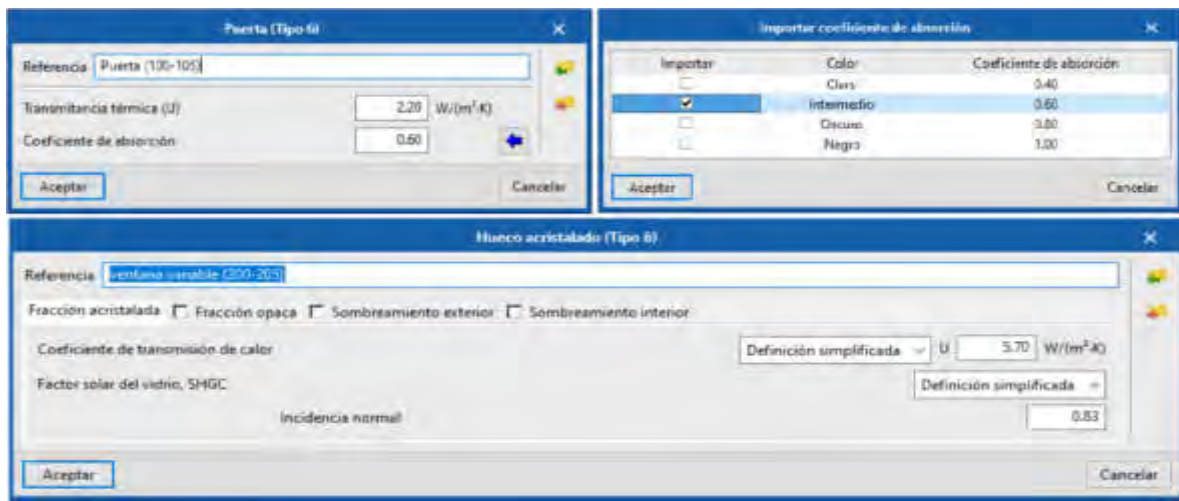 Puerta (Tipo 6)
Referencia Puerta (100-105)
Transmitancia térmica (U) 2.20 W/(m²·K)
Coeficiente de absorción 0.60
Aceptar Cancelar
Importar coeficiente de absorción
Importar Color Coeficiente de absorción
Claro 0.40
Intermedio 0.60
Oscuro 0.80
Negro 1.00
Aceptar Cancelar
Hueco acristalado (Tipo 6)
Referencia ventana variable (200-205)
Fracción acristalada Fracción opaca Sombreamiento exterior Sombreamiento interior
Coeficiente de transmisión de calor Definición simplificada U 5.70 W/(m²·K)
Factor solar del vidrio, SHGC Definición simplificada
Incidencia normal 0.83
Aceptar Cancelar